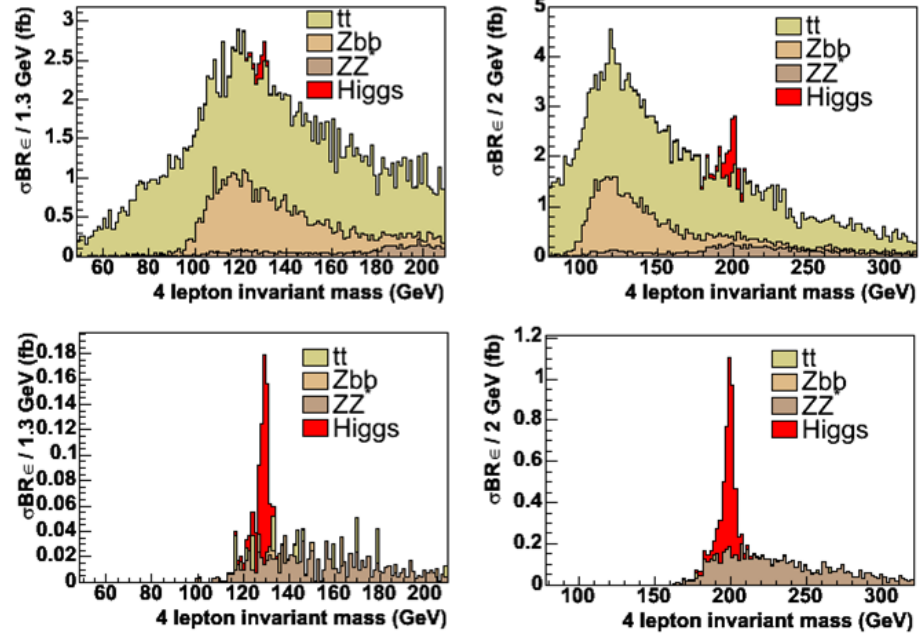 σBR∈ / 1.3 GeV (fb)
3
2.5
2
1.5
1
0.5
0
60 80 100 120 140 160 180 200
4 lepton invariant mass (GeV)
tt
Zbb
ZZ*
Higgs
σBR∈ / 2 GeV (fb)
5
4
3
2
1
0
100 150 200 250 300
4 lepton invariant mass (GeV)
tt
Zbb
ZZ*
Higgs
σBR∈ / 1.3 GeV (fb)
0.18
0.16
0.14
0.12
0.1
0.08
0.06
0.04
0.02
0
60 80 100 120 140 160 180 200
4 lepton invariant mass (GeV)
tt
Zbb
ZZ*
Higgs
σBR∈ / 2 GeV (fb)
1.2
1
0.8
0.6
0.4
0.2
0
100 150 200 250 300
4 lepton invariant mass (GeV)
tt
Zbb
ZZ*
Higgs